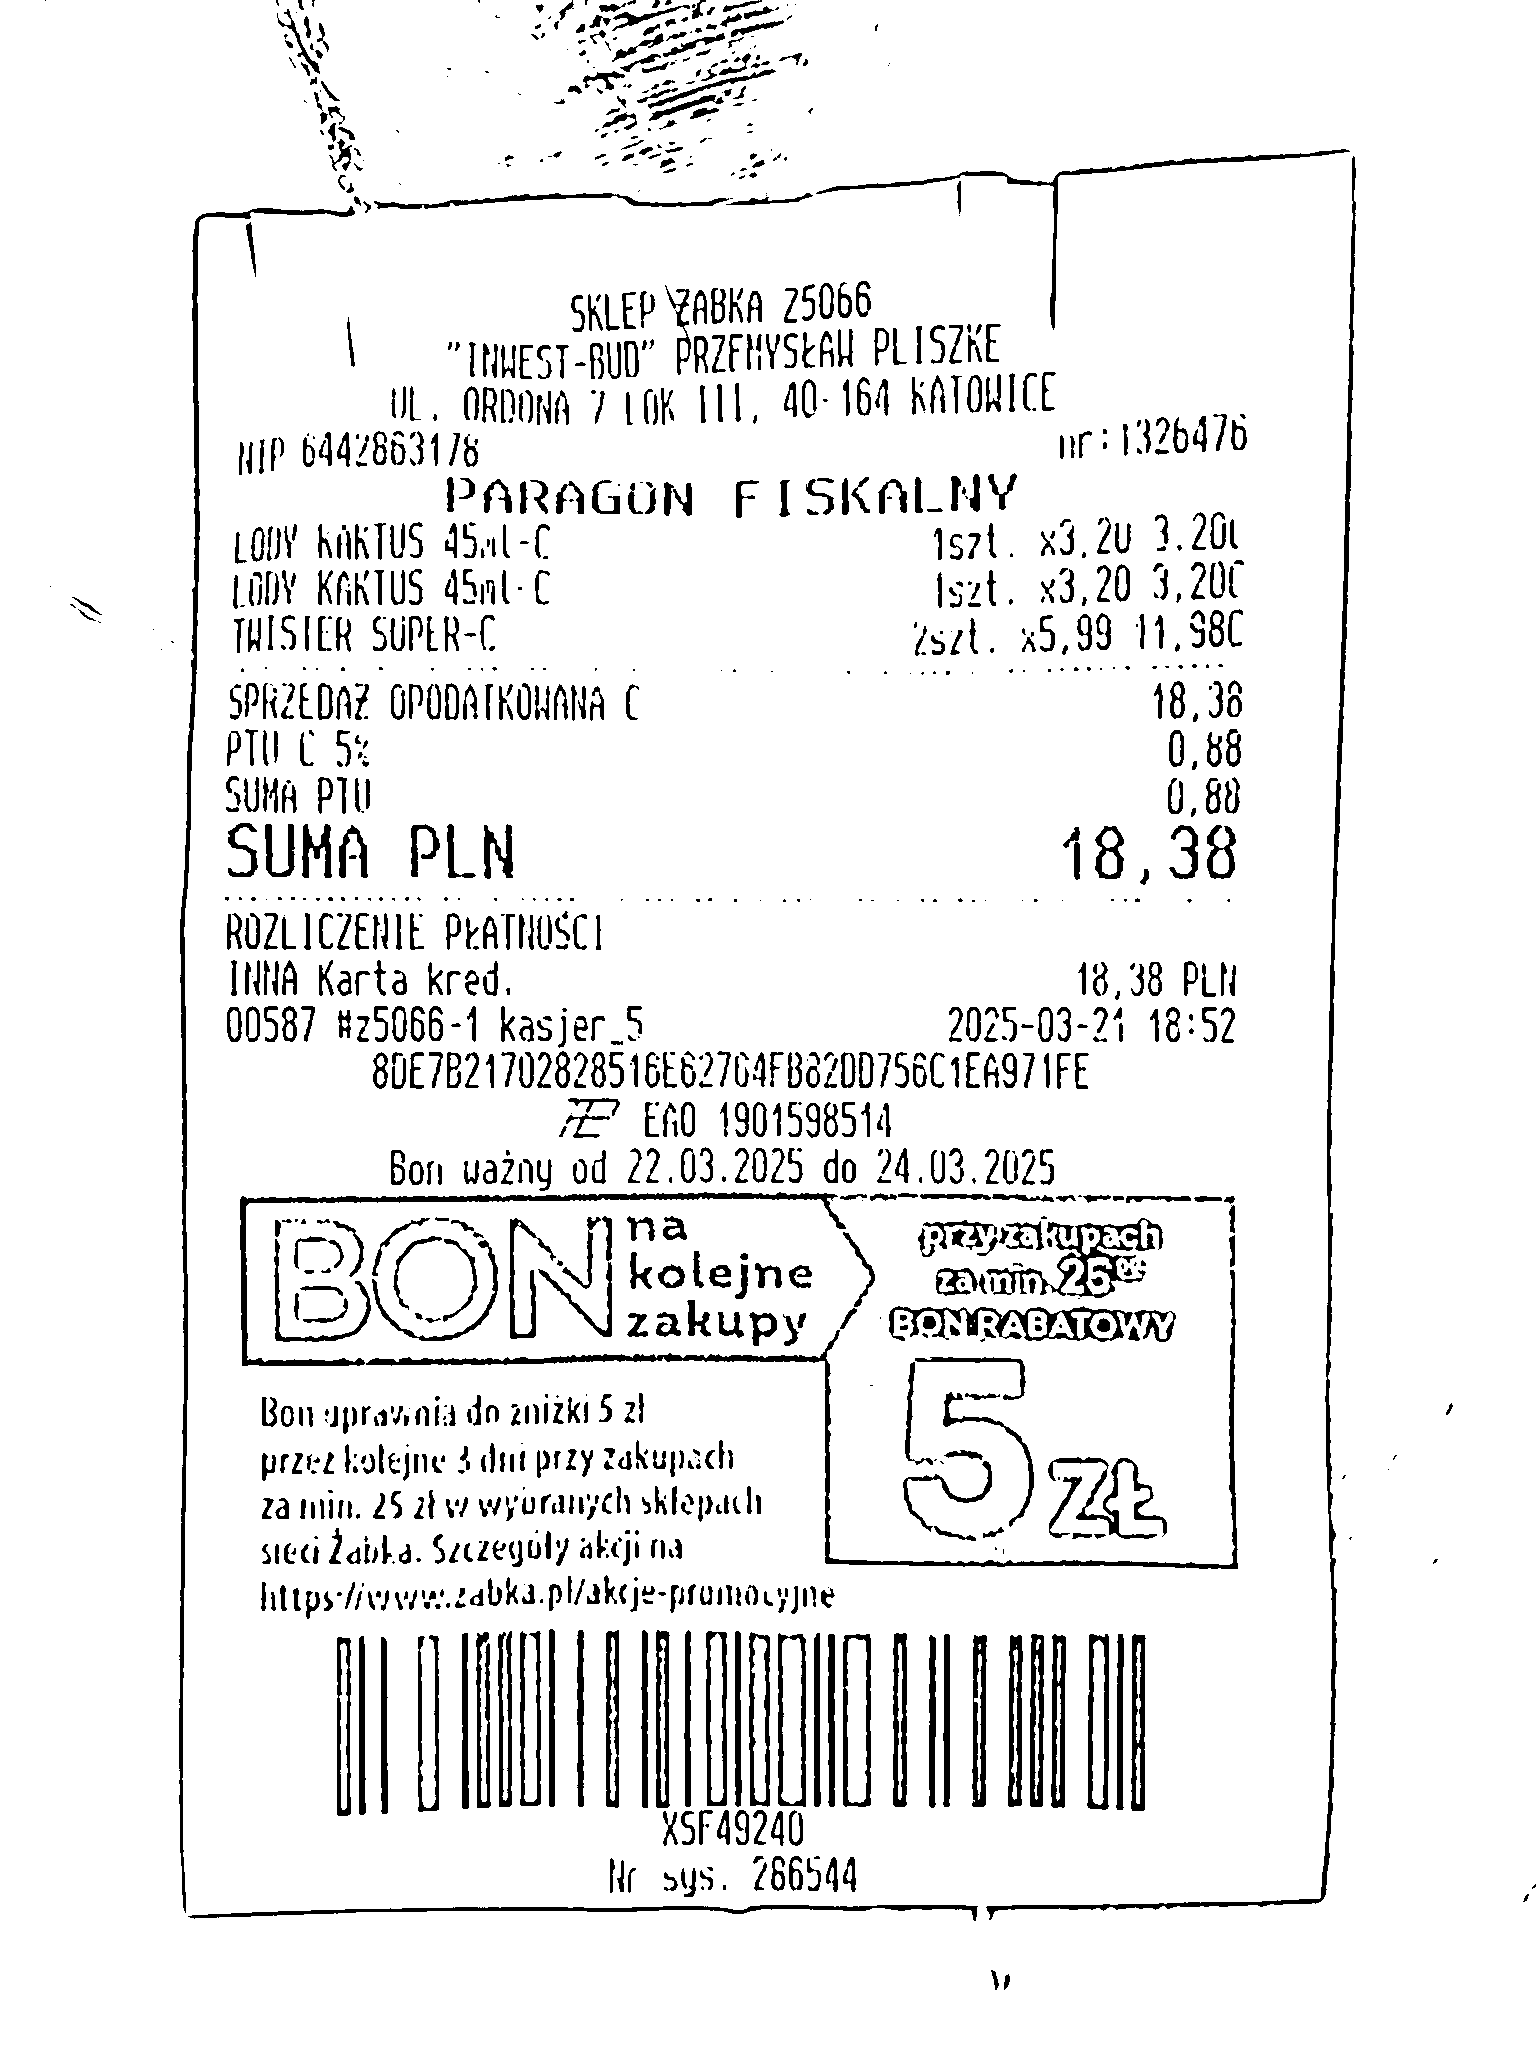 SKLEP ŻABKA Z5066
"INWEST-BUD" PRZEMYSŁAW PLISZKE
UL. ORDONA 7 LOK III, 40-164 KATOWICE
NIP 6442863178 nr:1326476
PARAGON FISKALNY
LODY KAKTUS 45ml-C 1szt. x3,20 3,20C
LODY KAKTUS 45ml-C 1szt. x3,20 3,20C
TWISTER SUPER-C 2szt. x5,99 11,98C
SPRZEDAŻ OPODATKOWANA C 18,38
PTU C 5% 0,88
SUMA PTU 0,88
SUMA PLN 18,38
ROZLICZENIE PŁATNOŚCI
INNA Karta kred. 18,38 PLN
00587 #z5066-1 kasjer_5 2025-03-21 18:52
EAO 1901598514
Bon ważny od 22.03.2025 do 24.03.2025
BON na kolejne zakupy
przy zakupach
za min. 25 zł
BON RABATOWY
5 ZŁ
Bon uprawnia do zniżki 5 zł
przez kolejne 3 dni przy zakupach
za min. 25 zł w wybranych sklepach
sieci Żabka. Szczegóły akcji na
https://www.zabka.pl/akcje-promocyjne
XSF49240
Nr sys. 286544